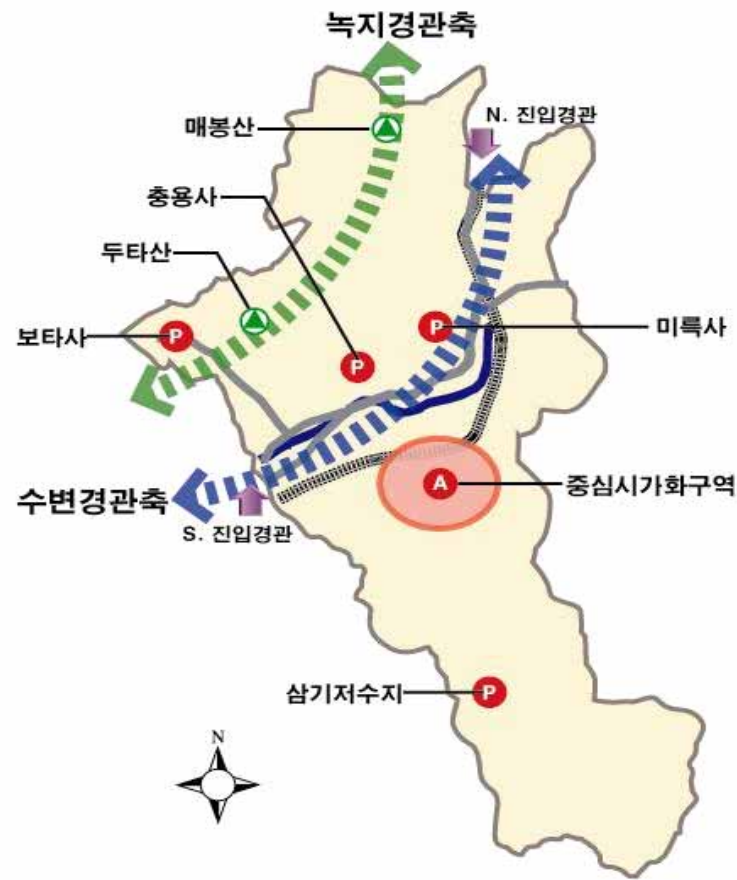 녹지경관축
매봉산
N. 진입경관
충용사
두타산
보타사
P
P
미륵사
P
수변경관축
A
중심시가화구역
S. 진입경관
삼기저수지
P
N